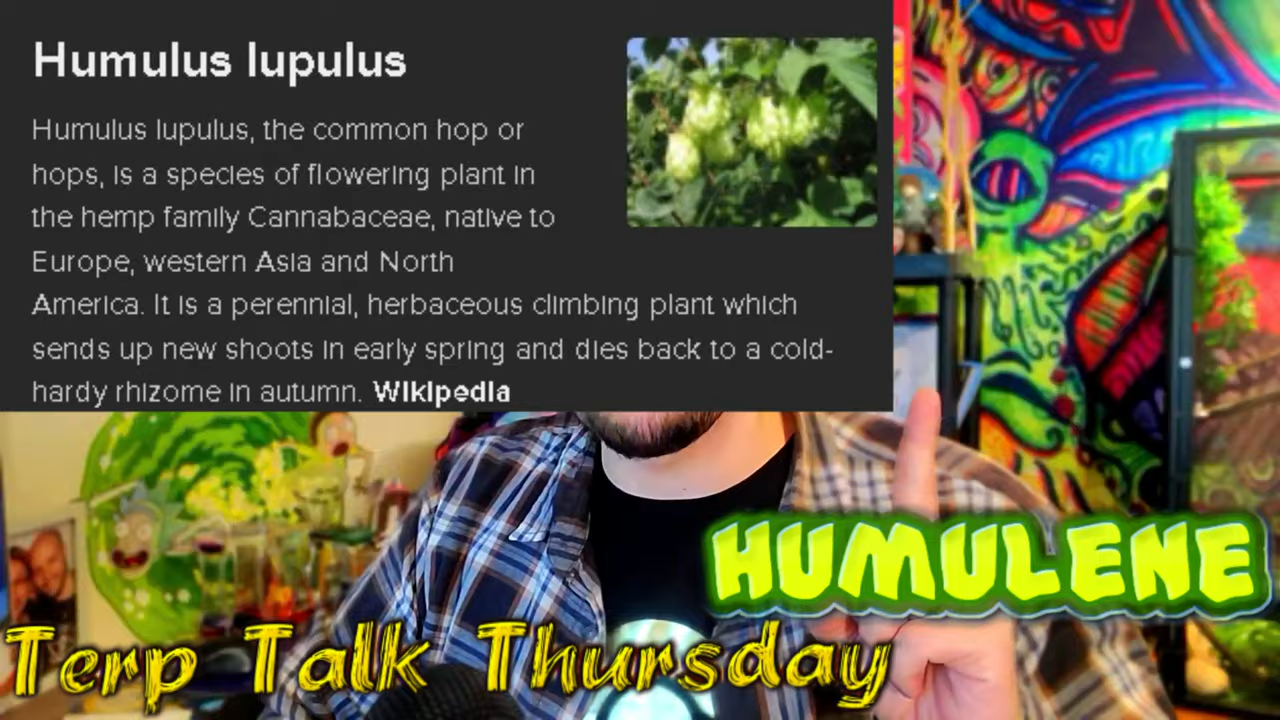 Humulus lupulus
Humulus lupulus, the common hop or
hops, is a species of flowering plant in
the hemp family Cannabaceae, native to
Europe, western Asia and North
America. It is a perennial, herbaceous climbing plant which
sends up new shoots in early spring and dies back to a cold-
hardy rhizome in autumn. Wikipedia
HUMULENE
Terp Talk Thursday